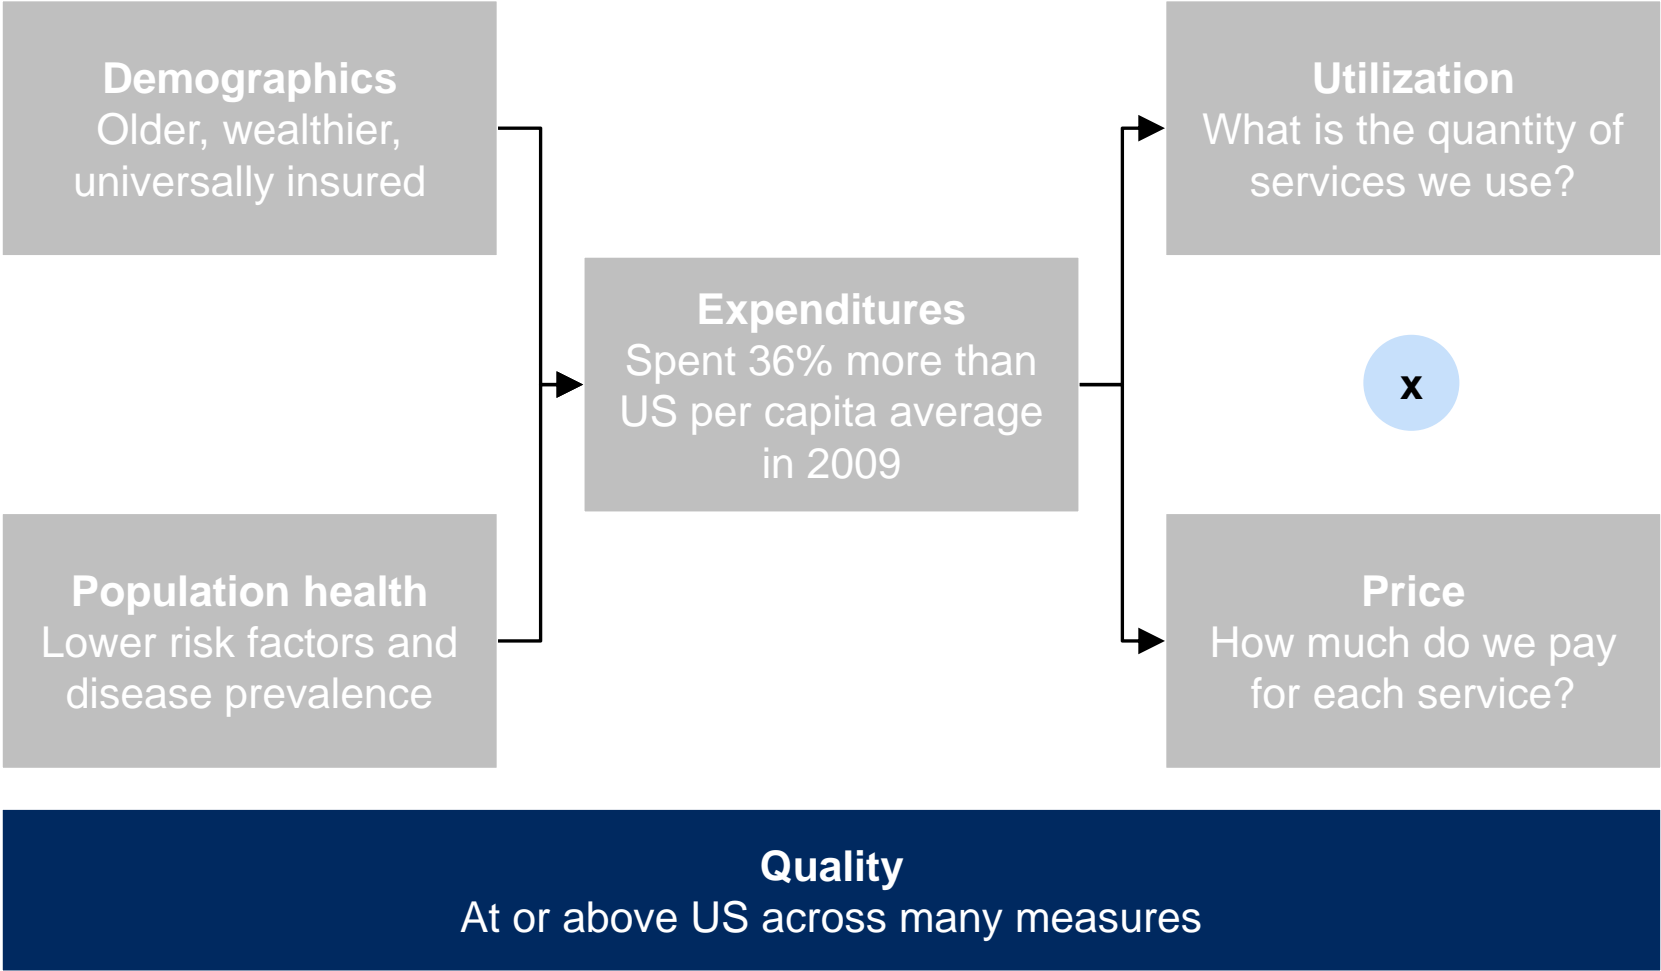 Demographics
Older, wealthier,
universally insured
Population health
Lower risk factors and
disease prevalence
Expenditures
Spent 36% more than
US per capita average
in 2009
Utilization
What is the quantity of
services we use?
x
Price
How much do we pay
for each service?
Quality
At or above US across many measures